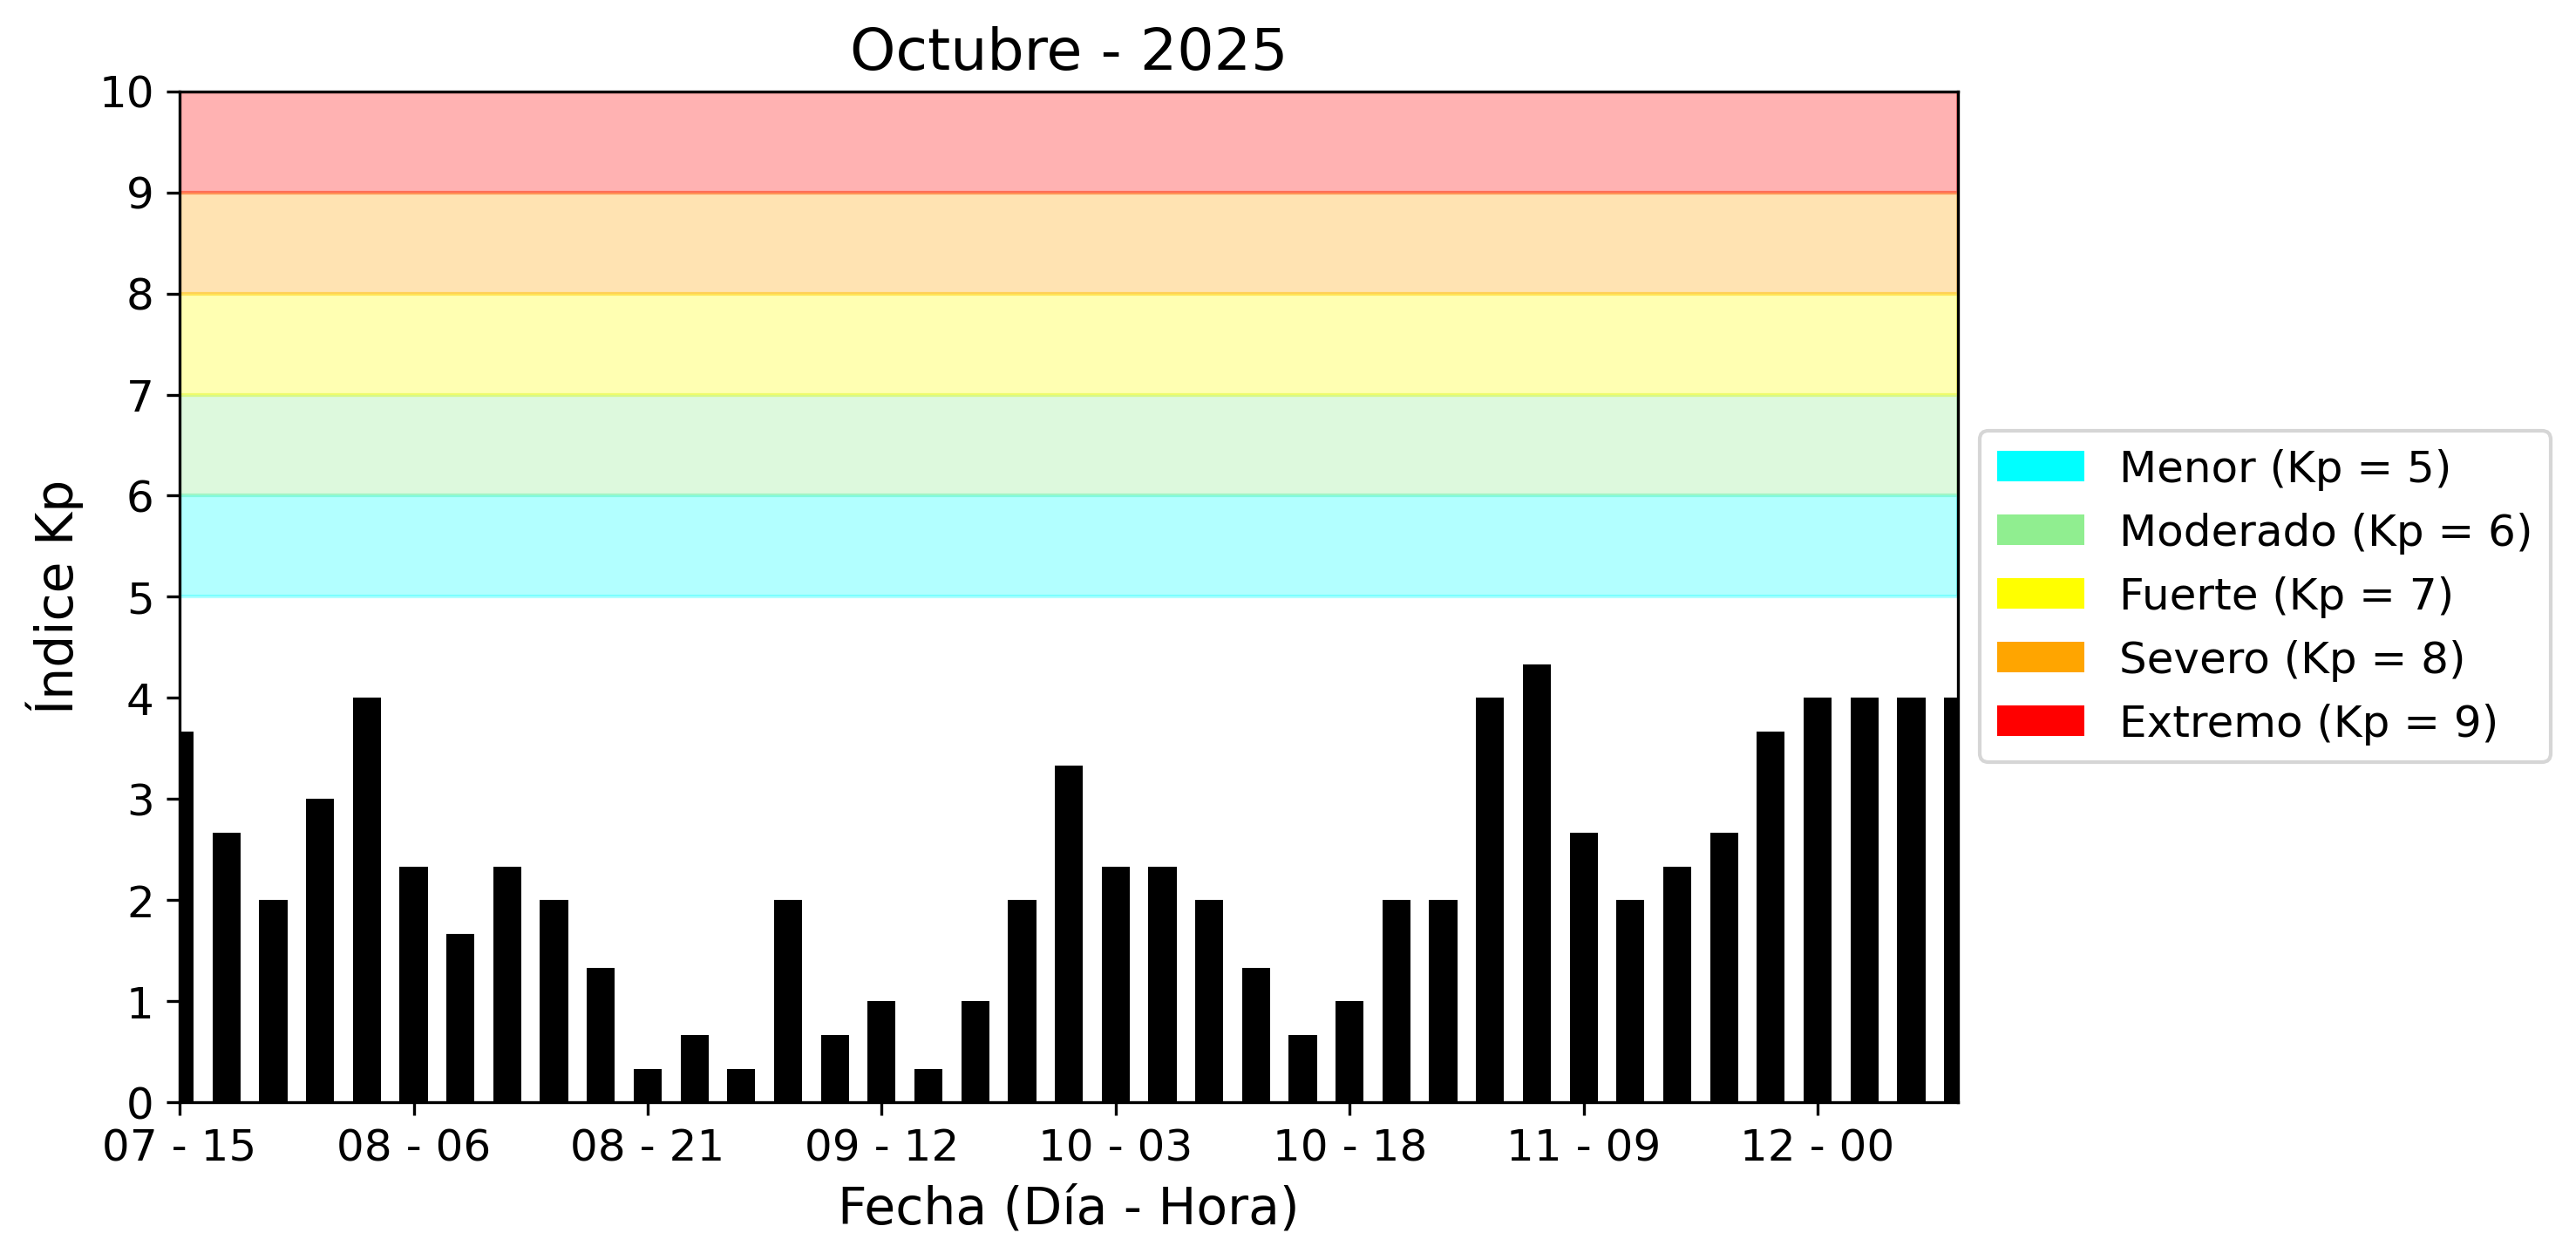 Octubre - 2025
10
9
8
7
6
5
4
3
2
1
0
Índice Kp
07 - 15 08 - 06 08 - 21 09 - 12 10 - 03 10 - 18 11 - 09 12 - 00
Fecha (Día - Hora)
Menor (Kp = 5)
Moderado (Kp = 6)
Fuerte (Kp = 7)
Severo (Kp = 8)
Extremo (Kp = 9)